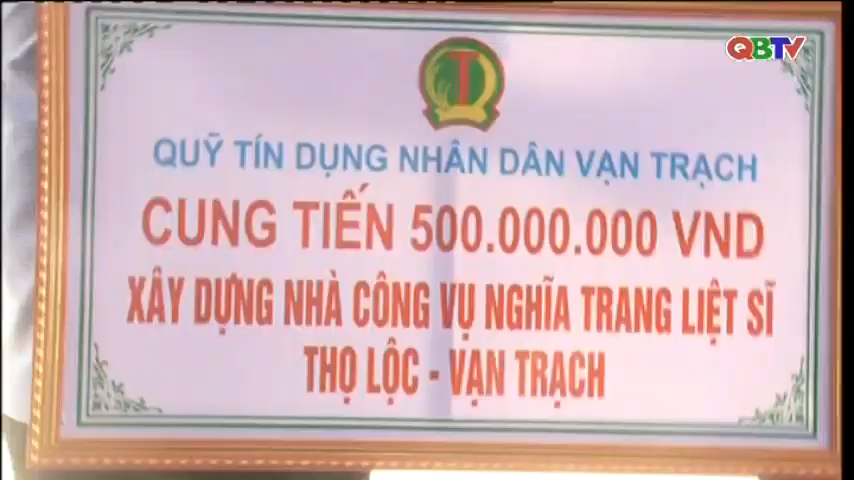 QBTV
QUỸ TÍN DỤNG NHÂN DÂN VẠN TRẠCH
CUNG TIẾN 500.000.000 VND
XÂY DỰNG NHÀ CÔNG VỤ NGHĨA TRANG LIỆT SĨ
THỌ LỘC - VẠN TRẠCH